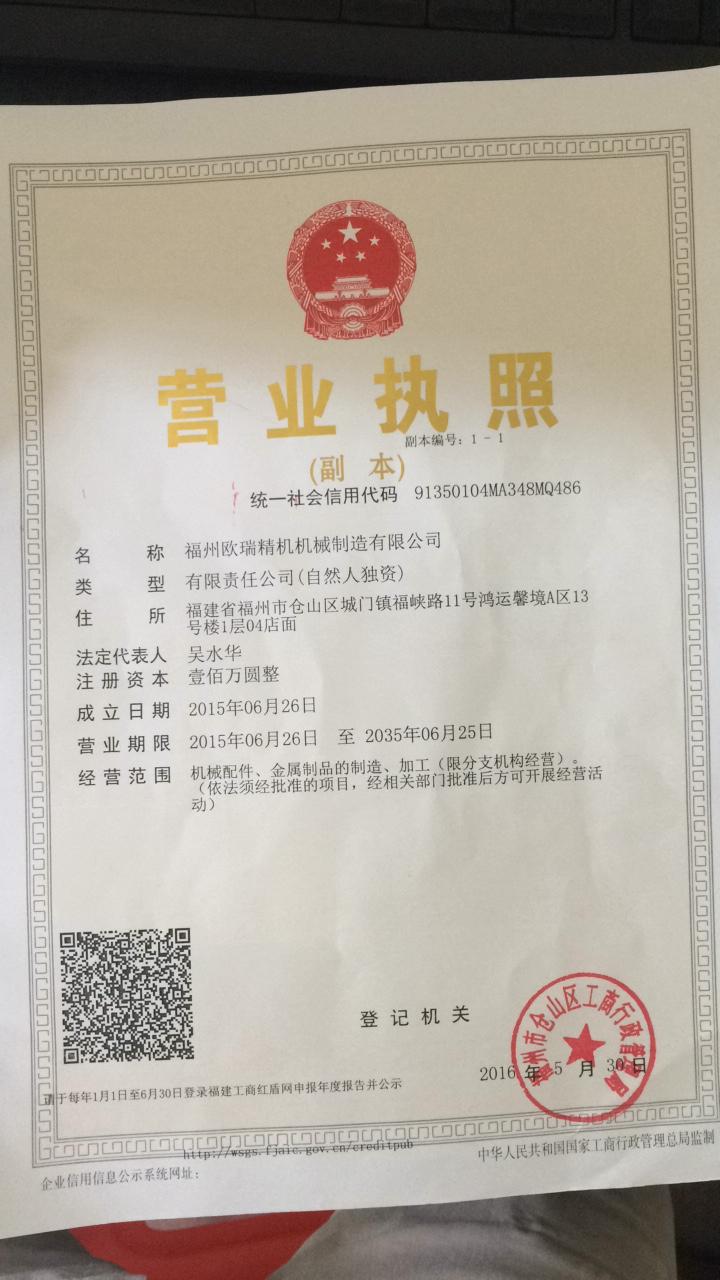 营业执照
副本编号：1-1
(副 本)
统一社会信用代码 91350104MA348MQ486
名 称 福州欧瑞精机机械制造有限公司
类 型 有限责任公司(自然人独资)
住 所 福建省福州市仓山区城门镇福峡路11号鸿运馨境A区13
号楼1层04店面
法定代表人 吴水华
注册资本 壹佰万圆整
成立日期 2015年06月26日
营业期限 2015年06月26日 至 2035年06月25日
经营范围 机械配件、金属制品的制造、加工（限分支机构经营）。
（依法须经批准的项目，经相关部门批准后方可开展经营活
动）
登记机关
福州市仓山区工商行政管理局
2016 年 5 月 30 日
请于每年1月1日至6月30日登录福建工商红盾网申报年度报告并公示
http://wsgs.fjaic.gov.cn/creditpub
企业信用信息公示系统网址：
中华人民共和国国家工商行政管理总局监制